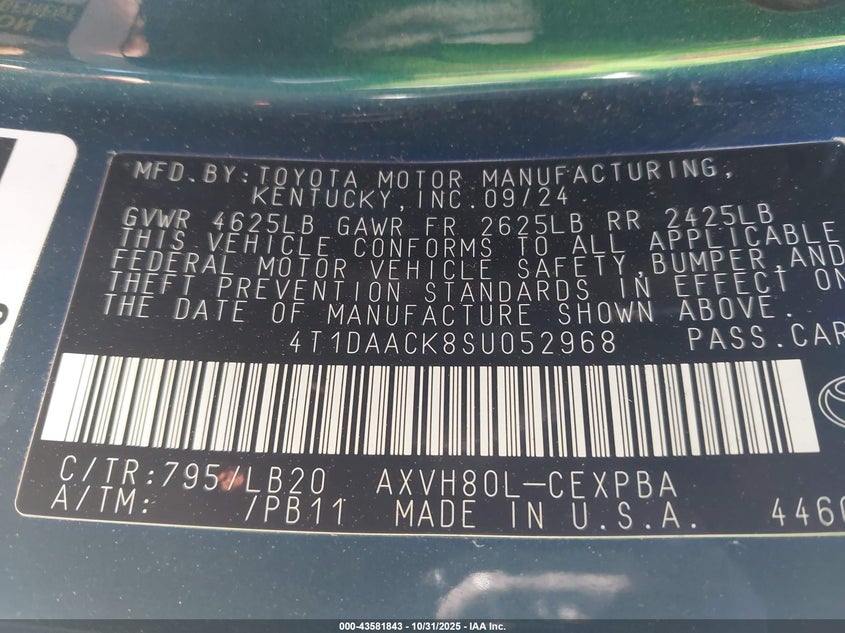 MFD.BY:TOYOTA MOTOR MANUFACTURING,
KENTUCKY, INC.09/24
GVWR 4625LB GAWR FR 2625LB RR 2425LB
THIS VEHICLE CONFORMS TO ALL APPLICABLE
FEDERAL MOTOR VEHICLE SAFETY,BUMPER,AND
THEFT PREVENTION STANDARDS IN EFFECT ON
THE DATE OF MANUFACTURE SHOWN ABOVE.
4T1DAACK8SU052968 PASS.CAR
C/TR:795/LB20 AXVH80L-CEXPBA
A/TM: /PB11 MADE IN U.S.A. 446
000-43581843 | 10/31/2025 - IAA Inc.